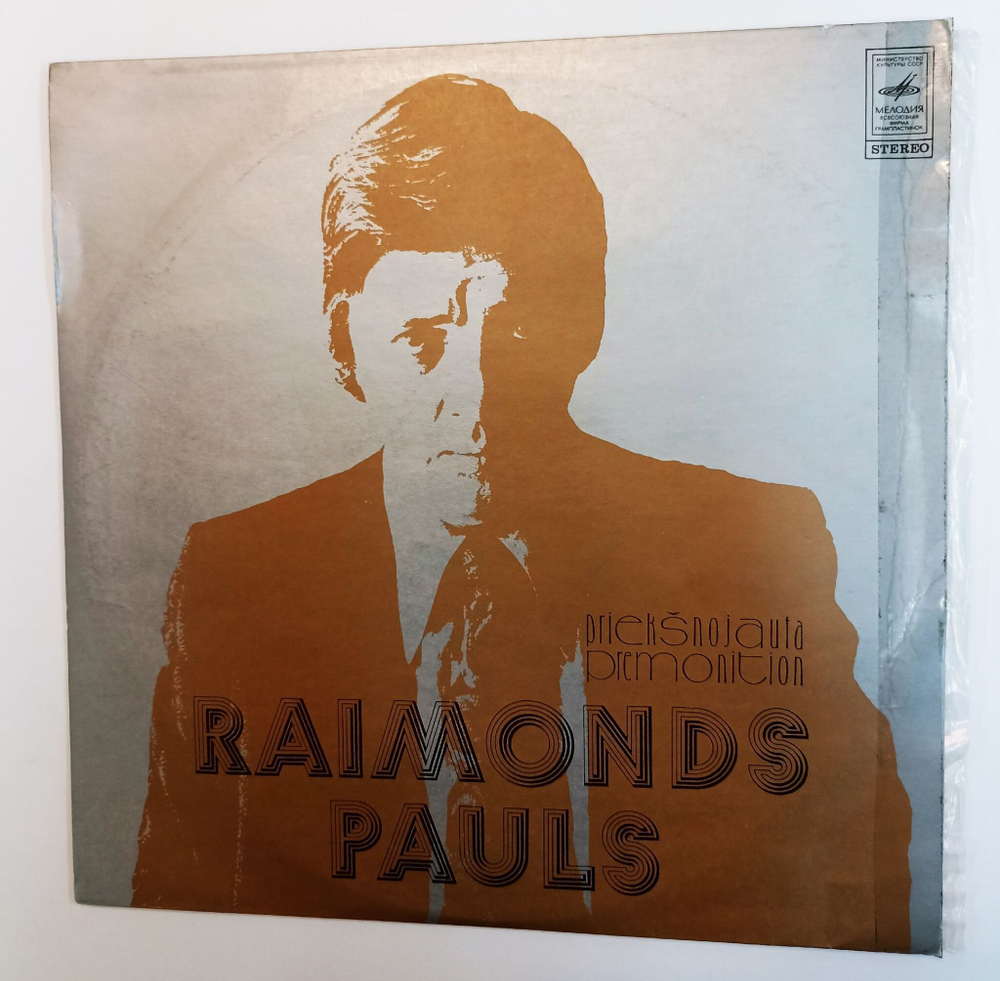 МИНИСТЕРСТВО
КУЛЬТУРЫ СССР
МЕЛОДИЯ
ВСЕСОЮЗНАЯ
ФИРМА
ГРАМПЛАСТИНОК
STEREO
priekšnojauta
premonition
RAIMONDS
PAULS